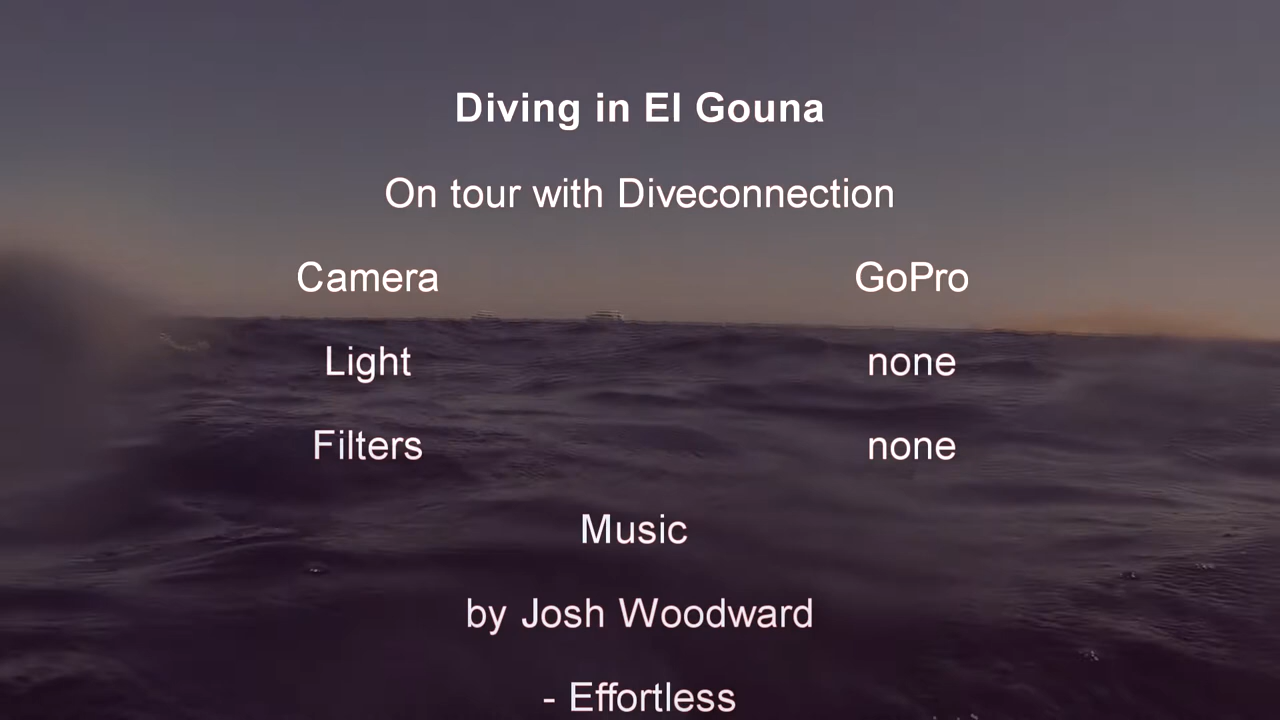 Diving in El Gouna
On tour with Diveconnection
Camera GoPro
Light none
Filters none
Music
by Josh Woodward
- Effortless